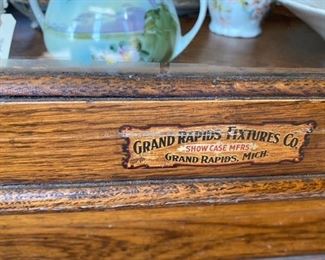 GRAND RAPIDS FIXTURES CO.
SHOW CASE MFRS.
GRAND RAPIDS, MICH.